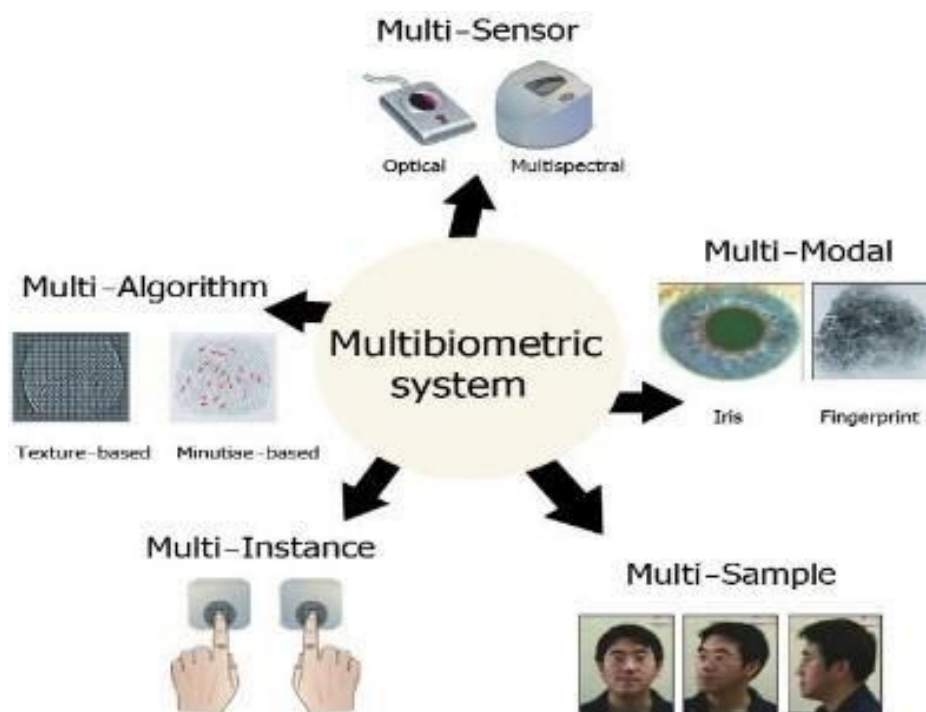 Multi-Sensor
Optical
Multispectral
Multi-Modal
Iris
Fingerprint
Multi-Algorithm
Texture-based
Minutiae-based
Multibiometric
system
Multi-Instance
Multi-Sample